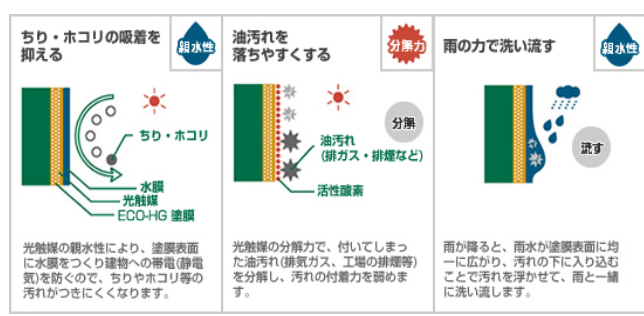 ちり・ホコリの吸着を
抑える
親水性
ちり・ホコリ
水膜
光触媒
ECO-HG 塗膜
光触媒の親水性により、塗膜表面
に水膜をつくり建物への帯電(静電
気)を防ぐので、ちりやホコリ等の
汚れがつきにくくなります。
油汚れを
落ちやすくする
分解力
分解
油汚れ
(排ガス・排煙など)
活性酸素
光触媒の分解力で、付いてしまっ
た油汚れ(排気ガス、工場の排煙等)
を分解し、汚れの付着力を弱めま
す。
雨の力で洗い流す
親水性
流す
雨が降ると、雨水が塗膜表面に均
一に広がり、汚れの下に入り込む
ことで汚れを浮かせて、雨と一緒
に洗い流します。